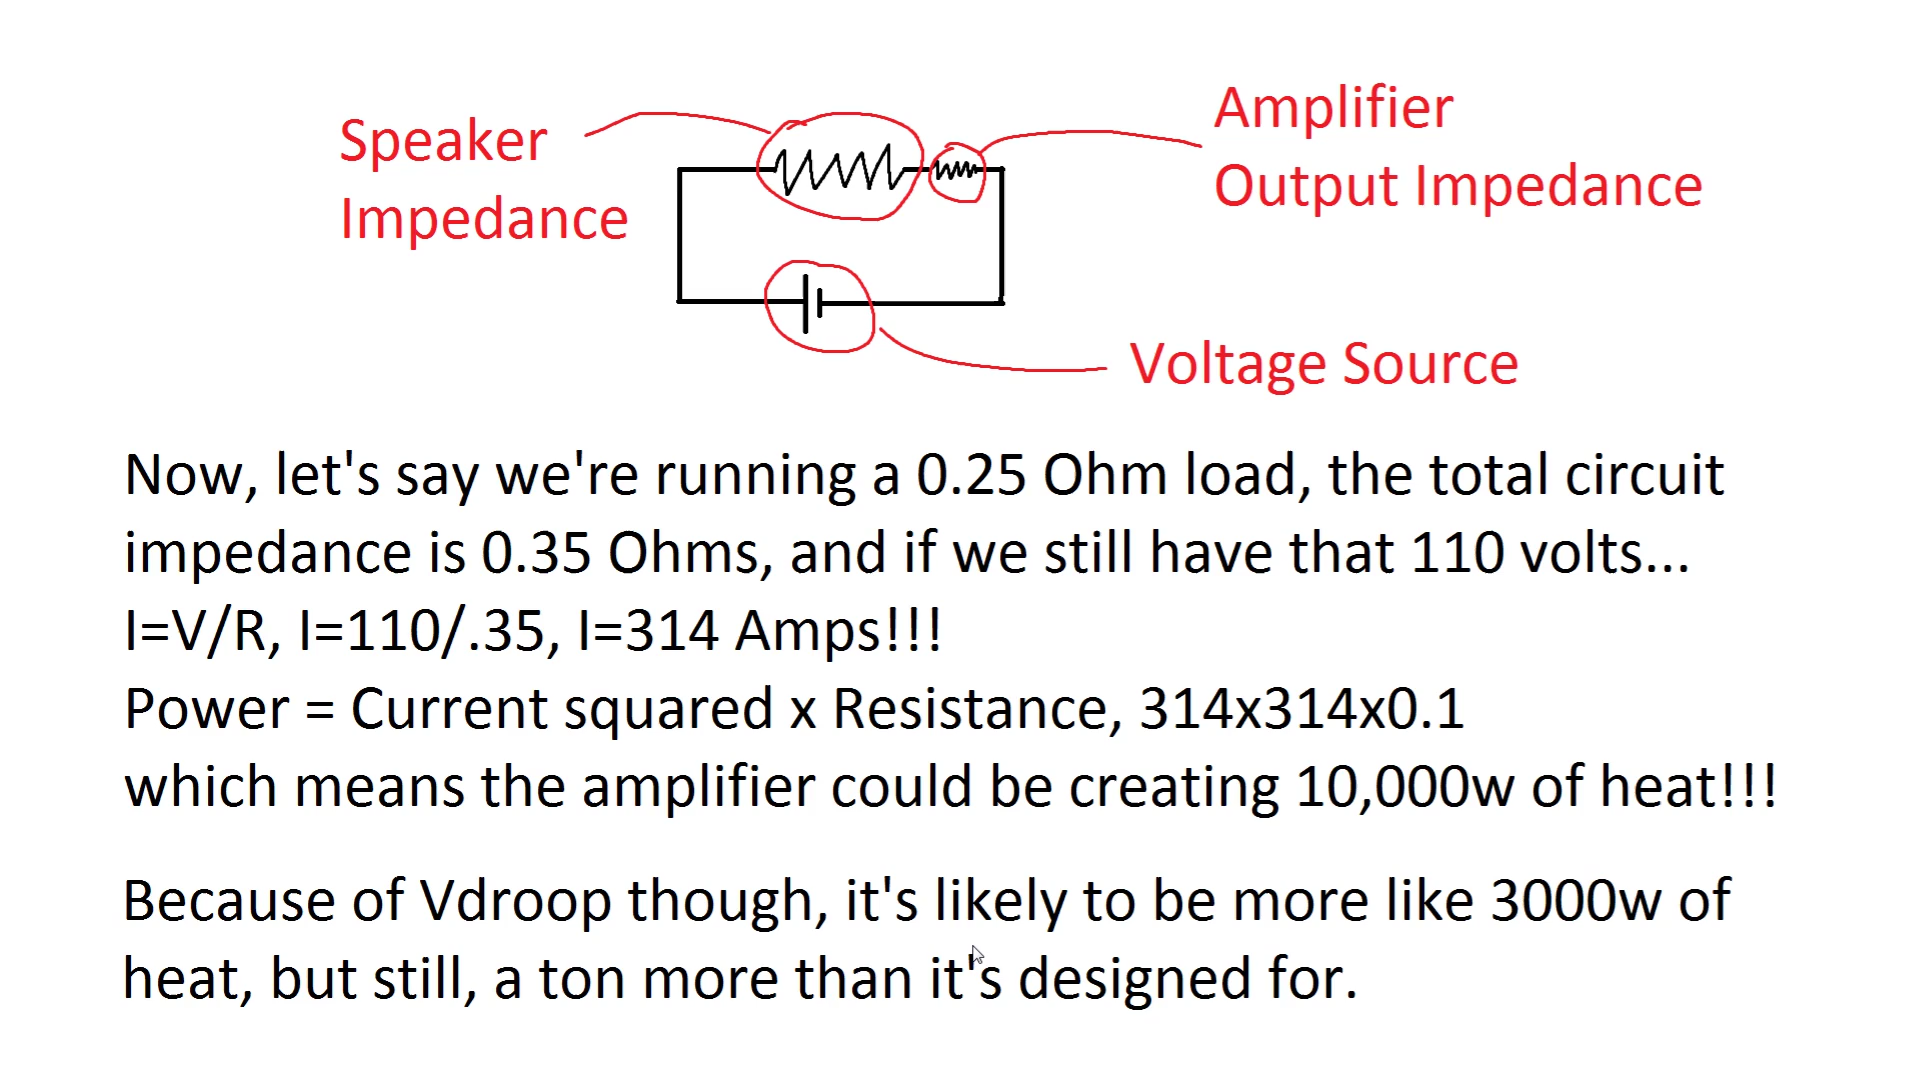 Speaker
Impedance
Amplifier
Output Impedance
Voltage Source
Now, let's say we're running a 0.25 Ohm load, the total circuit
impedance is 0.35 Ohms, and if we still have that 110 volts...
I=V/R, I=110/.35, I=314 Amps!!!
Power = Current squared x Resistance, 314x314x0.1
which means the amplifier could be creating 10,000w of heat!!!
Because of Vdroop though, it's likely to be more like 3000w of
heat, but still, a ton more than it's designed for.